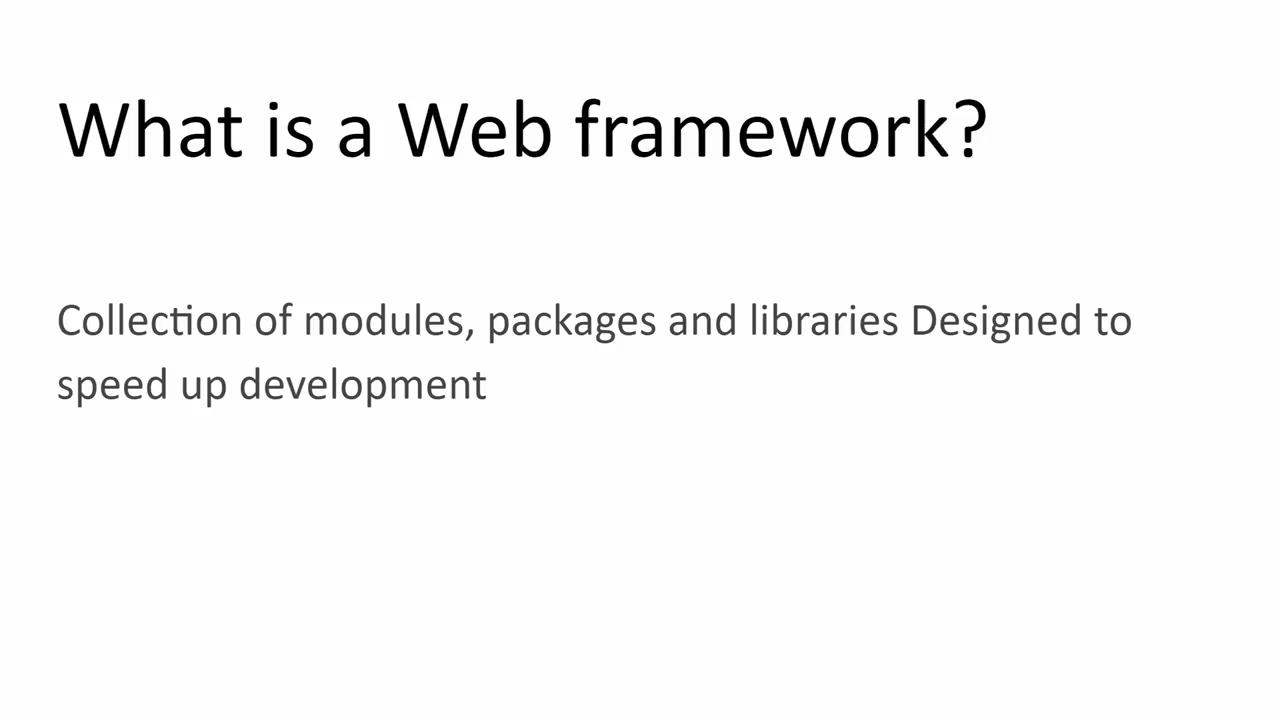 What is a Web framework?
Collection of modules, packages and libraries Designed to
speed up development